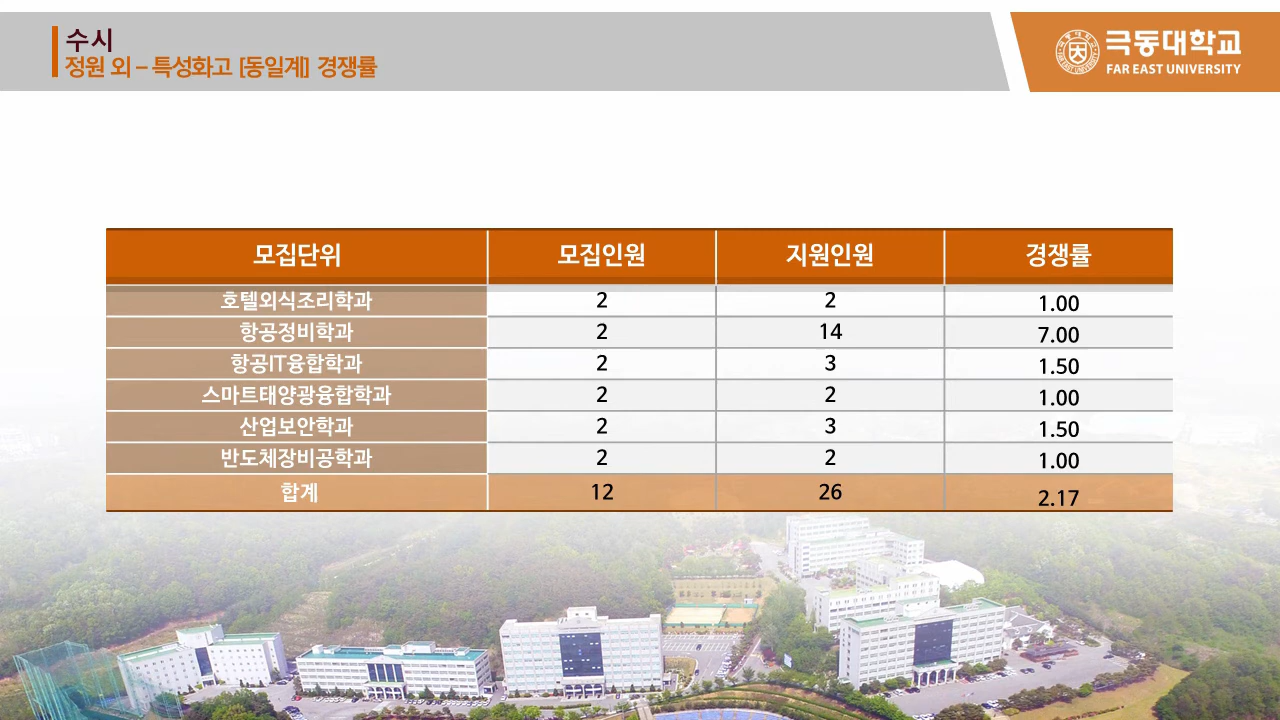 수시
정원 외 – 특성화고 [동일계] 경쟁률
극동대학교
FAR EAST UNIVERSITY
모집단위 모집인원 지원인원 경쟁률
호텔외식조리학과 2 2 1.00
항공정비학과 2 14 7.00
항공IT융합학과 2 3 1.50
스마트태양광융합학과 2 2 1.00
산업보안학과 2 3 1.50
반도체장비공학과 2 2 1.00
합계 12 26 2.17